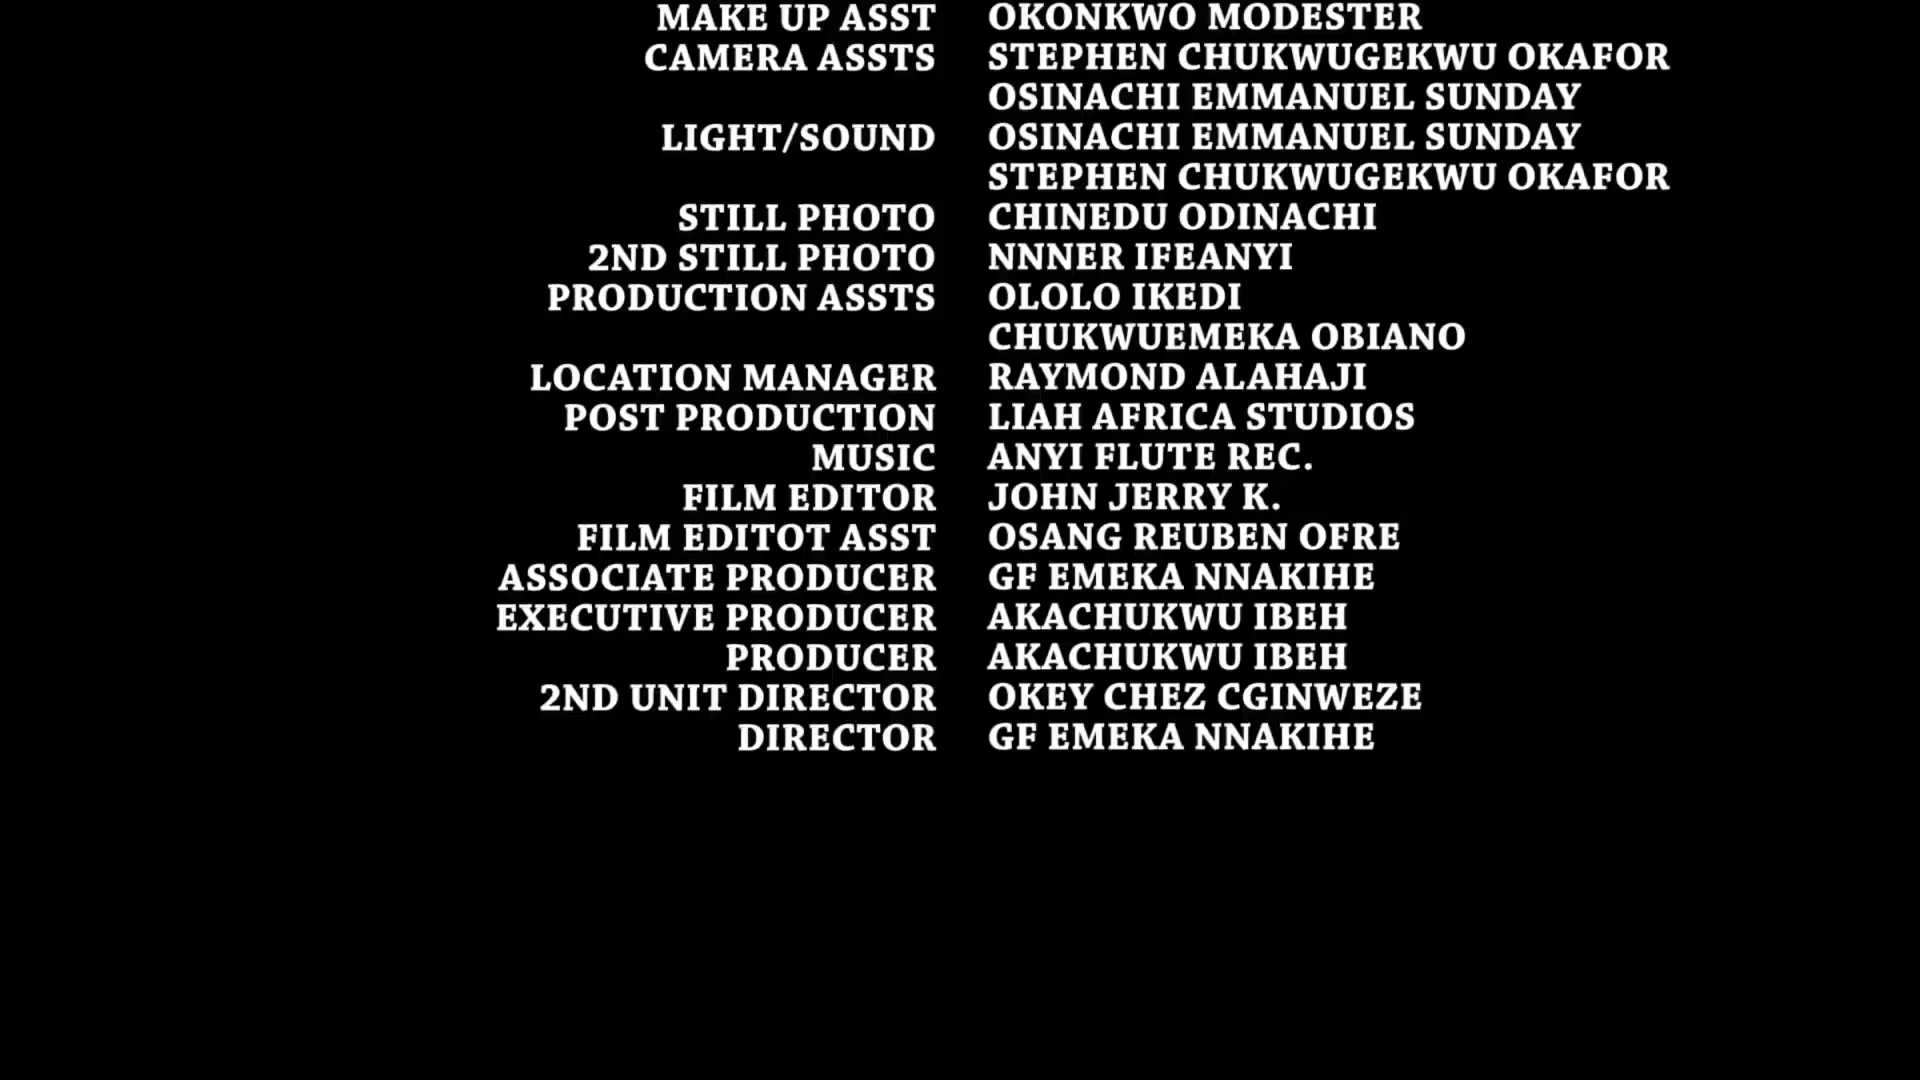 MAKE UP ASST OKONKWO MODESTER
CAMERA ASSTS STEPHEN CHUKWUGEKWU OKAFOR
OSINACHI EMMANUEL SUNDAY
LIGHT/SOUND OSINACHI EMMANUEL SUNDAY
STEPHEN CHUKWUGEKWU OKAFOR
STILL PHOTO CHINEDU ODINACHI
2ND STILL PHOTO NNNER IFEANYI
PRODUCTION ASSTS OLOLO IKEDI
CHUKWUEMEKA OBIANO
LOCATION MANAGER RAYMOND ALAHAJI
POST PRODUCTION LIAH AFRICA STUDIOS
MUSIC ANYI FLUTE REC.
FILM EDITOR JOHN JERRY K.
FILM EDITOT ASST OSANG REUBEN OFRE
ASSOCIATE PRODUCER GF EMEKA NNAKIHE
EXECUTIVE PRODUCER AKACHUKWU IBEH
PRODUCER AKACHUKWU IBEH
2ND UNIT DIRECTOR OKEY CHEZ CGINWEZE
DIRECTOR GF EMEKA NNAKIHE